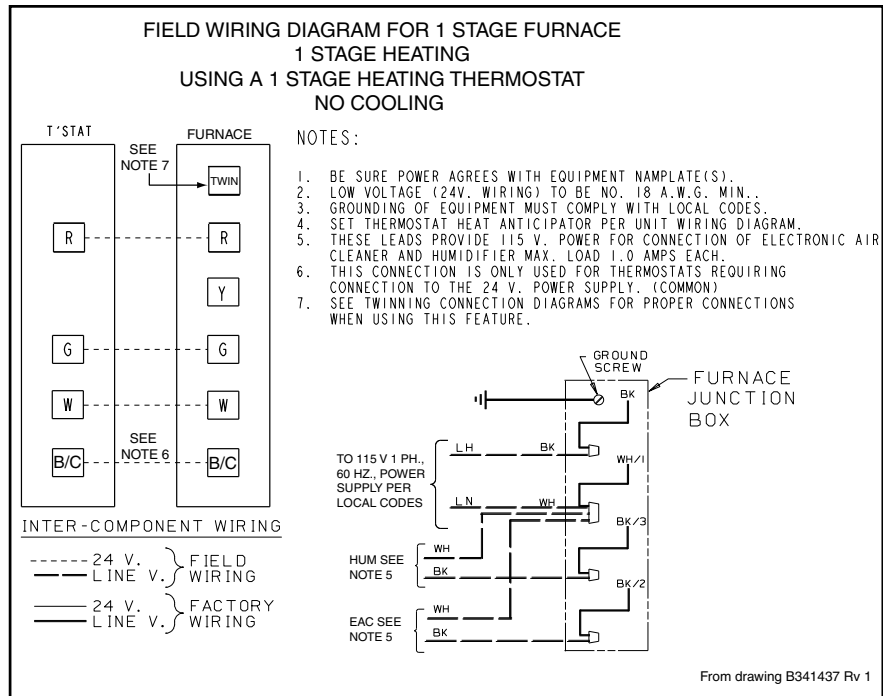 FIELD WIRING DIAGRAM FOR 1 STAGE FURNACE
1 STAGE HEATING
USING A 1 STAGE HEATING THERMOSTAT
NO COOLING
T'STAT
FURNACE
SEE
NOTE 7
TWIN
R
R
Y
G
G
W
W
SEE
NOTE 6
B/C
B/C
INTER-COMPONENT WIRING
24 V.
LINE V.
FIELD
WIRING
24 V.
LINE V.
FACTORY
WIRING
NOTES:
1. BE SURE POWER AGREES WITH EQUIPMENT NAMPLATE(S).
2. LOW VOLTAGE (24V. WIRING) TO BE NO. 18 A.W.G. MIN..
3. GROUNDING OF EQUIPMENT MUST COMPLY WITH LOCAL CODES.
4. SET THERMOSTAT HEAT ANTICIPATOR PER UNIT WIRING DIAGRAM.
5. THESE LEADS PROVIDE 115 V. POWER FOR CONNECTION OF ELECTRONIC AIR
CLEANER AND HUMIDIFIER MAX. LOAD 1.0 AMPS EACH.
6. THIS CONNECTION IS ONLY USED FOR THERMOSTATS REQUIRING
CONNECTION TO THE 24 V. POWER SUPPLY. (COMMON)
7. SEE TWINNING CONNECTION DIAGRAMS FOR PROPER CONNECTIONS
WHEN USING THIS FEATURE.
GROUND
SCREW
FURNACE
JUNCTION
BOX
BK
TO 115 V 1 PH.,
60 HZ., POWER
SUPPLY PER
LOCAL CODES
LH
BK
WH/1
LN
WH
BK/3
HUM SEE
NOTE 5
WH
BK
BK/2
EAC SEE
NOTE 5
WH
BK
From drawing B341437 Rv 1